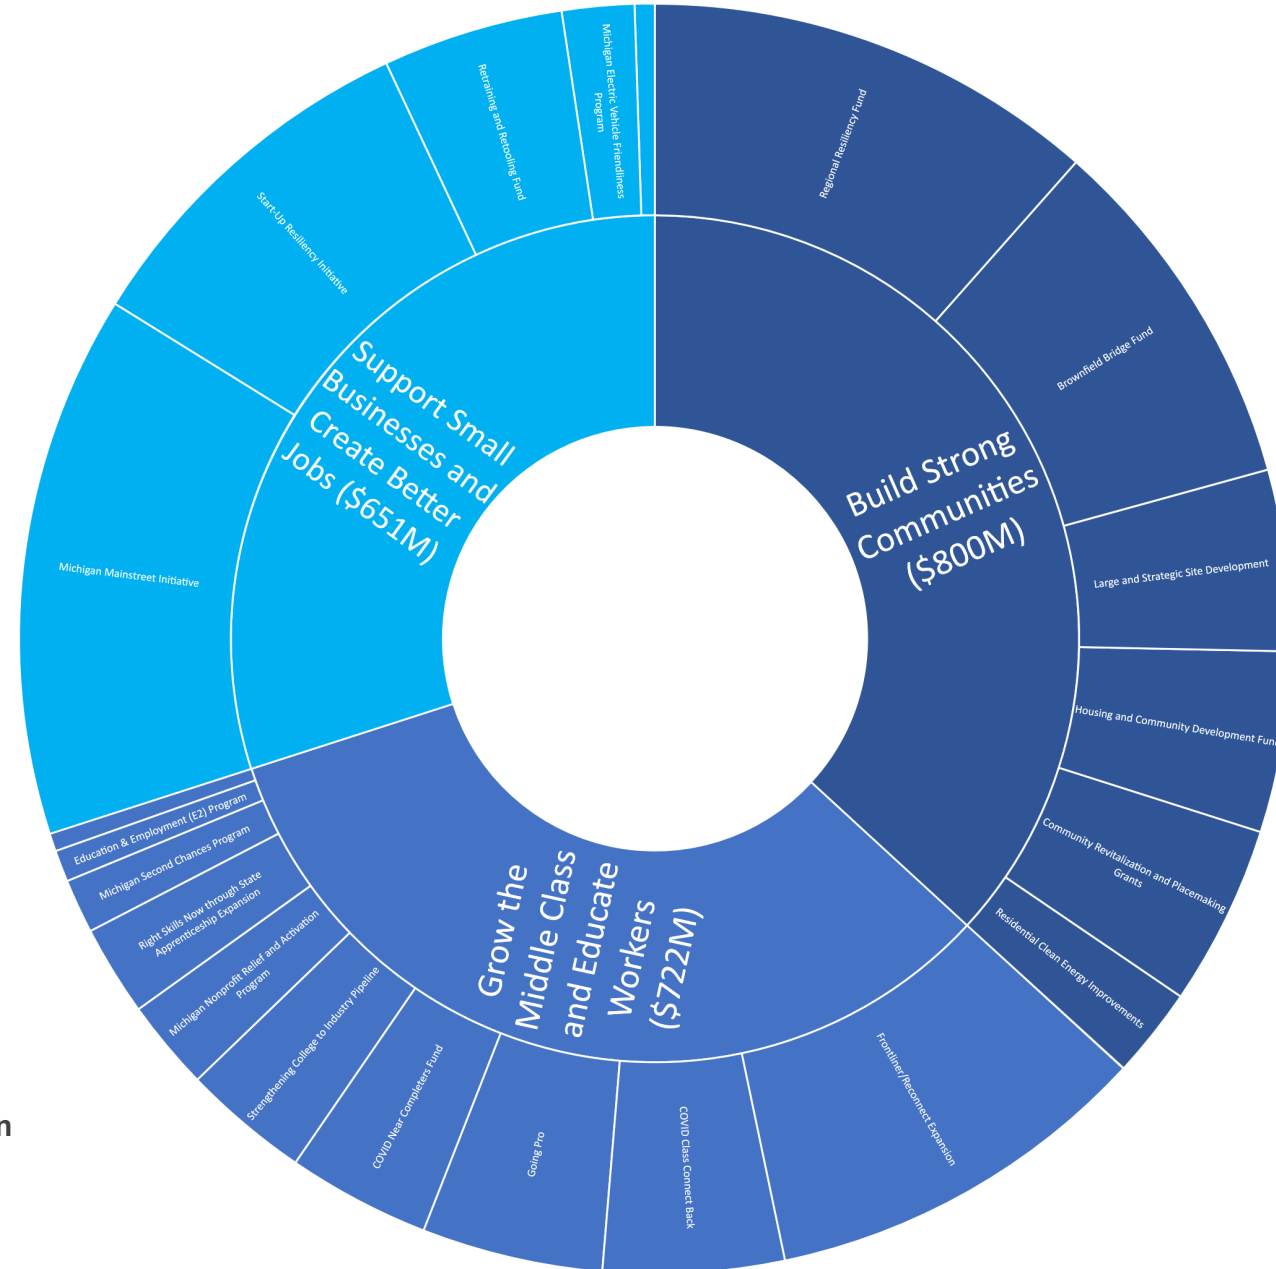 Michigan Electric Vehicle Friendliness
Program
Retraining and Retooling Fund
Start-Up Resiliency Initiative
Michigan Mainstreet Initiative
Support Small
Businesses and
Create Better
Jobs ($651M)
Regional Resiliency Fund
Brownfield Bridge Fund
Large and Strategic Site Development
Housing and Community Development Fun
Community Revitalization and Placemaking
Grants
Residential Clean Energy Improvements
Build Strong
Communities
($800M)
Grow the
Middle Class
and Educate
Workers
($722M)
Frontliner/Reconnect Expansion
COVID Class Connect Back
Going Pro
COVID Near Completers Fund
Strengthening College to Industry Pipeline
Michigan Nonprofit Relief and Activation
Program
Right Skills Now through State
Apprenticeship Expansion
Michigan Second Chances Program
Education & Employment (E2) Program
n